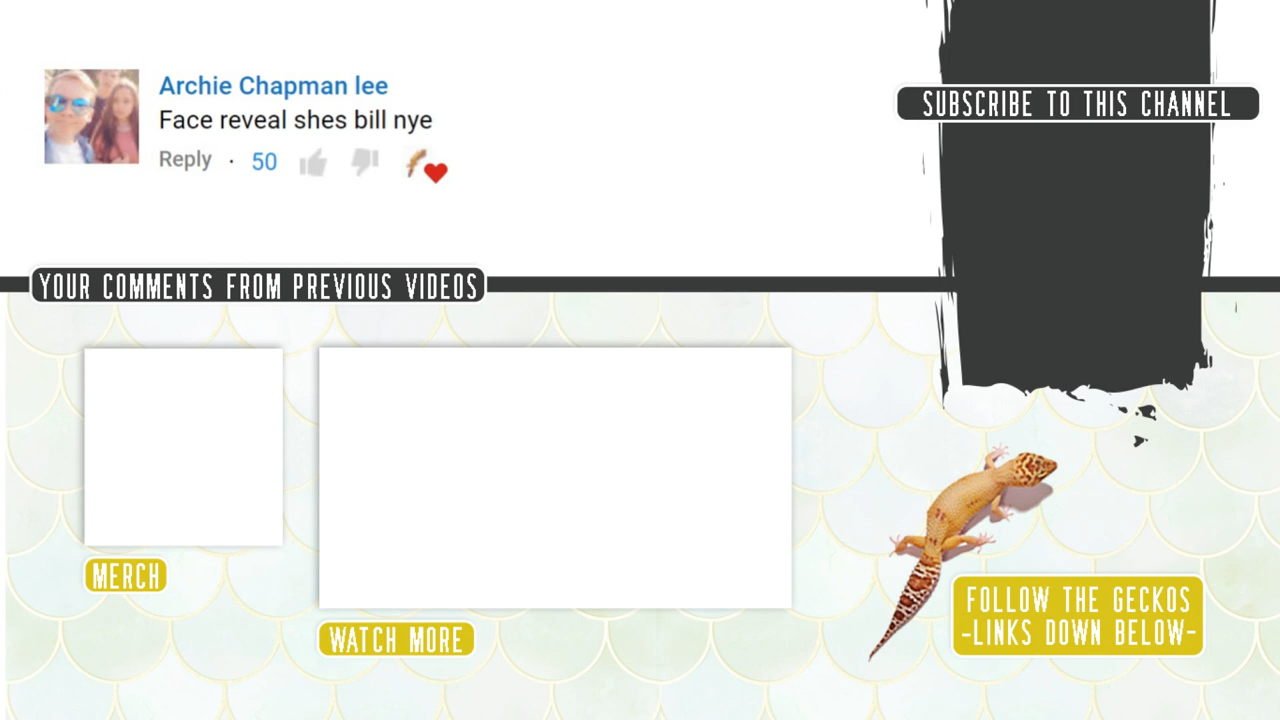 Archie Chapman lee
Face reveal shes bill nye
Reply · 50
SUBSCRIBE TO THIS CHANNEL
YOUR COMMENTS FROM PREVIOUS VIDEOS
MERCH
WATCH MORE
FOLLOW THE GECKOS
-LINKS DOWN BELOW-